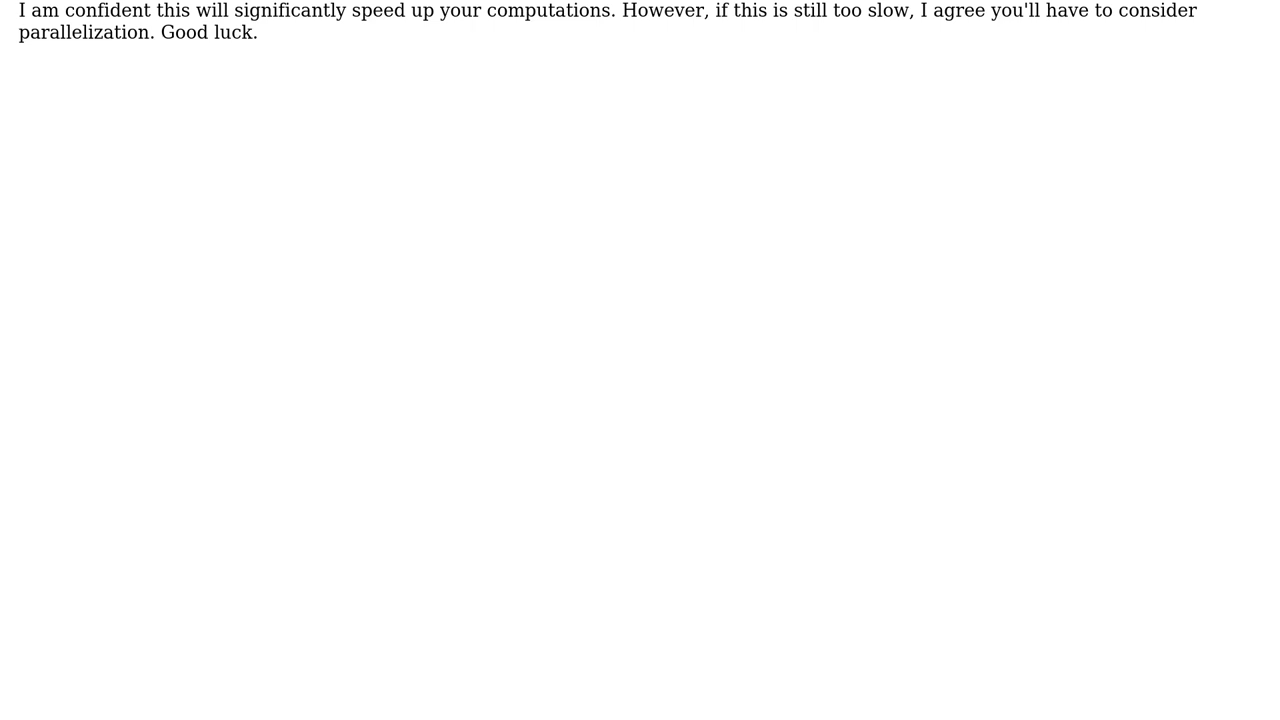 I am confident this will significantly speed up your computations. However, if this is still too slow, I agree you'll have to consider
parallelization. Good luck.